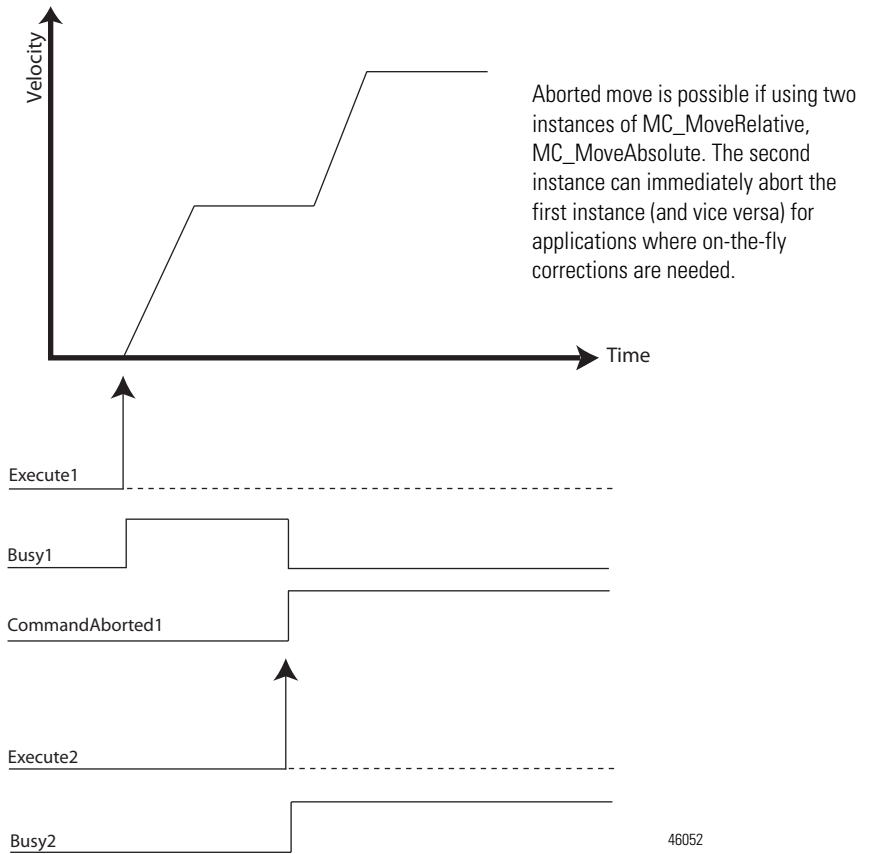 Velocity
Aborted move is possible if using two
instances of MC_MoveRelative,
MC_MoveAbsolute. The second
instance can immediately abort the
first instance (and vice versa) for
applications where on-the-fly
corrections are needed.
Time
Execute1
Busy1
CommandAborted1
Execute2
Busy2
46052